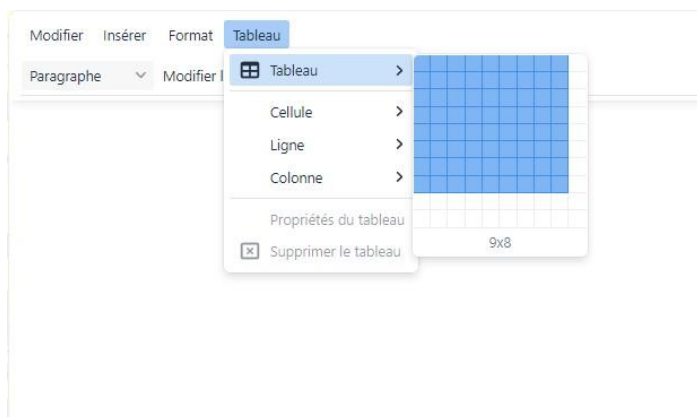 Modifier Insérer Format Tableau
Paragraphe Modifier l
Tableau
Cellule
Ligne
Colonne
Propriétés du tableau
Supprimer le tableau
9x8